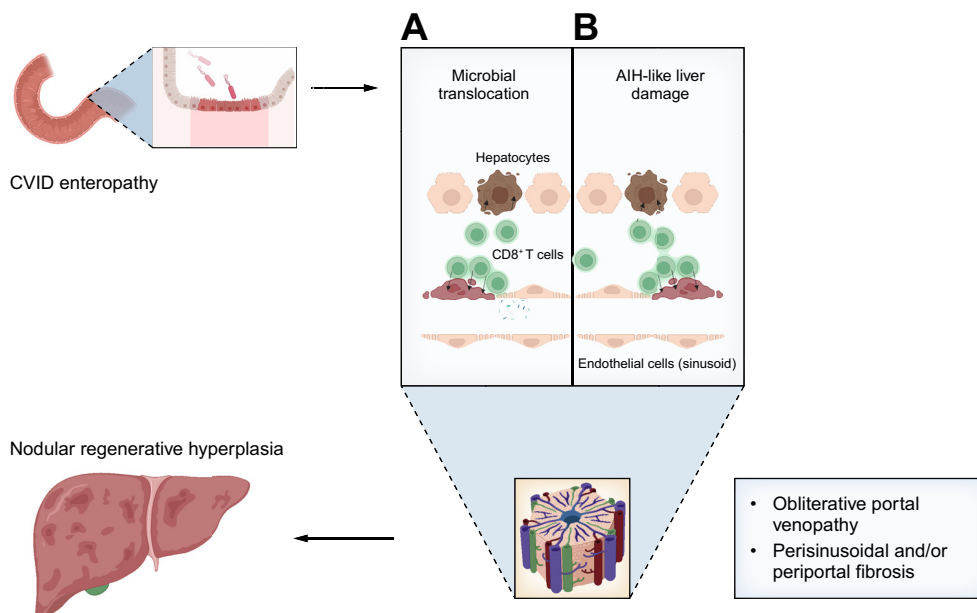 A
B
Microbial
translocation
AIH-like liver
damage
CVID enteropathy
Hepatocytes
CD8⁺ T cells
Endothelial cells (sinusoid)
Nodular regenerative hyperplasia
• Obliterative portal
venopathy
• Perisinusoidal and/or
periportal fibrosis